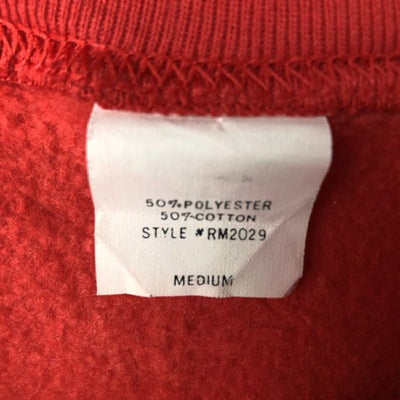 50%POLYESTER
50%COTTON
STYLE #RM2029
MEDIUM